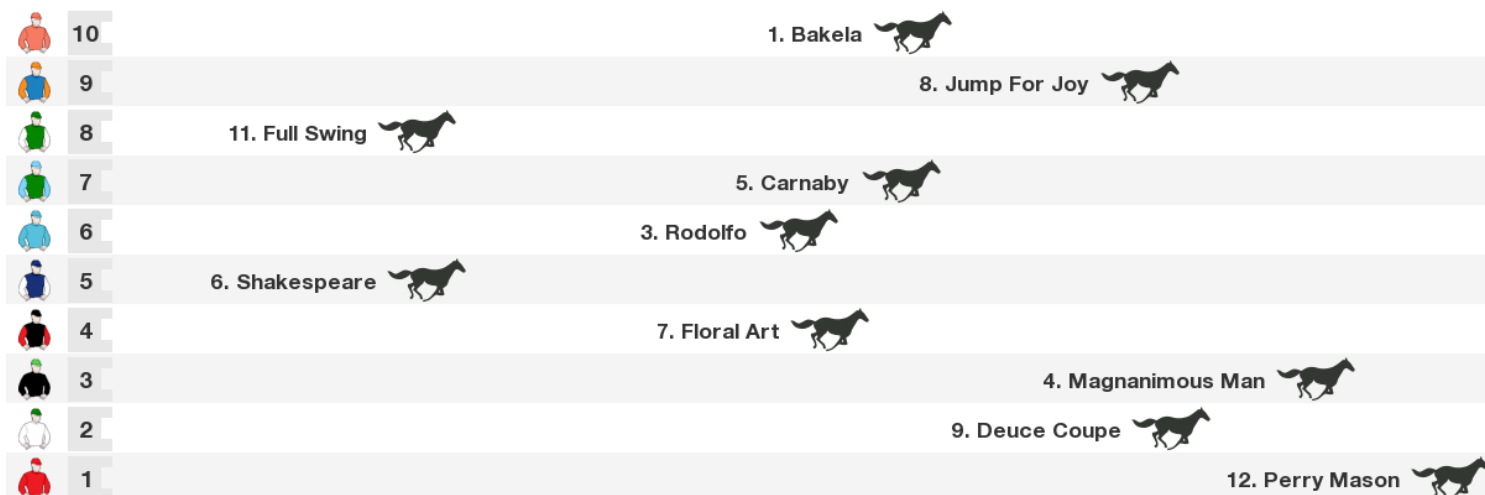 10 1. Bakela
9 8. Jump For Joy
8 11. Full Swing
7 5. Carnaby
6 3. Rodolfo
5 6. Shakespeare
4 7. Floral Art
3 4. Magnanimous Man
2 9. Deuce Coupe
1 12. Perry Mason